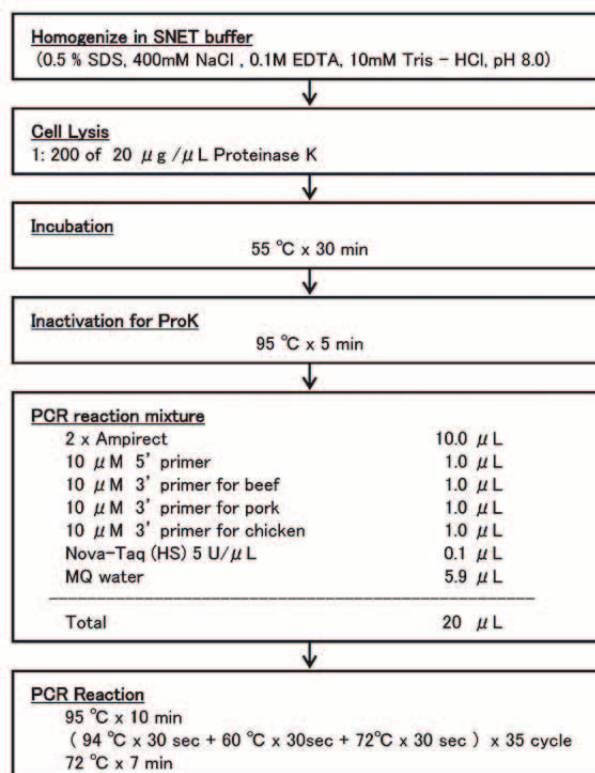 Homogenize in SNET buffer
(0.5 % SDS, 400mM NaCl , 0.1M EDTA, 10mM Tris - HCl, pH 8.0)
Cell Lysis
1: 200 of 20 μg/μL Proteinase K
Incubation
55 ℃ x 30 min
Inactivation for ProK
95 ℃ x 5 min
PCR reaction mixture
2 x Ampirect 10.0 μL
10 μM 5' primer 1.0 μL
10 μM 3' primer for beef 1.0 μL
10 μM 3' primer for pork 1.0 μL
10 μM 3' primer for chicken 1.0 μL
Nova-Taq (HS) 5 U/μL 0.1 μL
MQ water 5.9 μL
Total 20 μL
PCR Reaction
95 ℃ x 10 min
( 94 ℃ x 30 sec + 60 ℃ x 30sec + 72℃ x 30 sec ) x 35 cycle
72 ℃ x 7 min